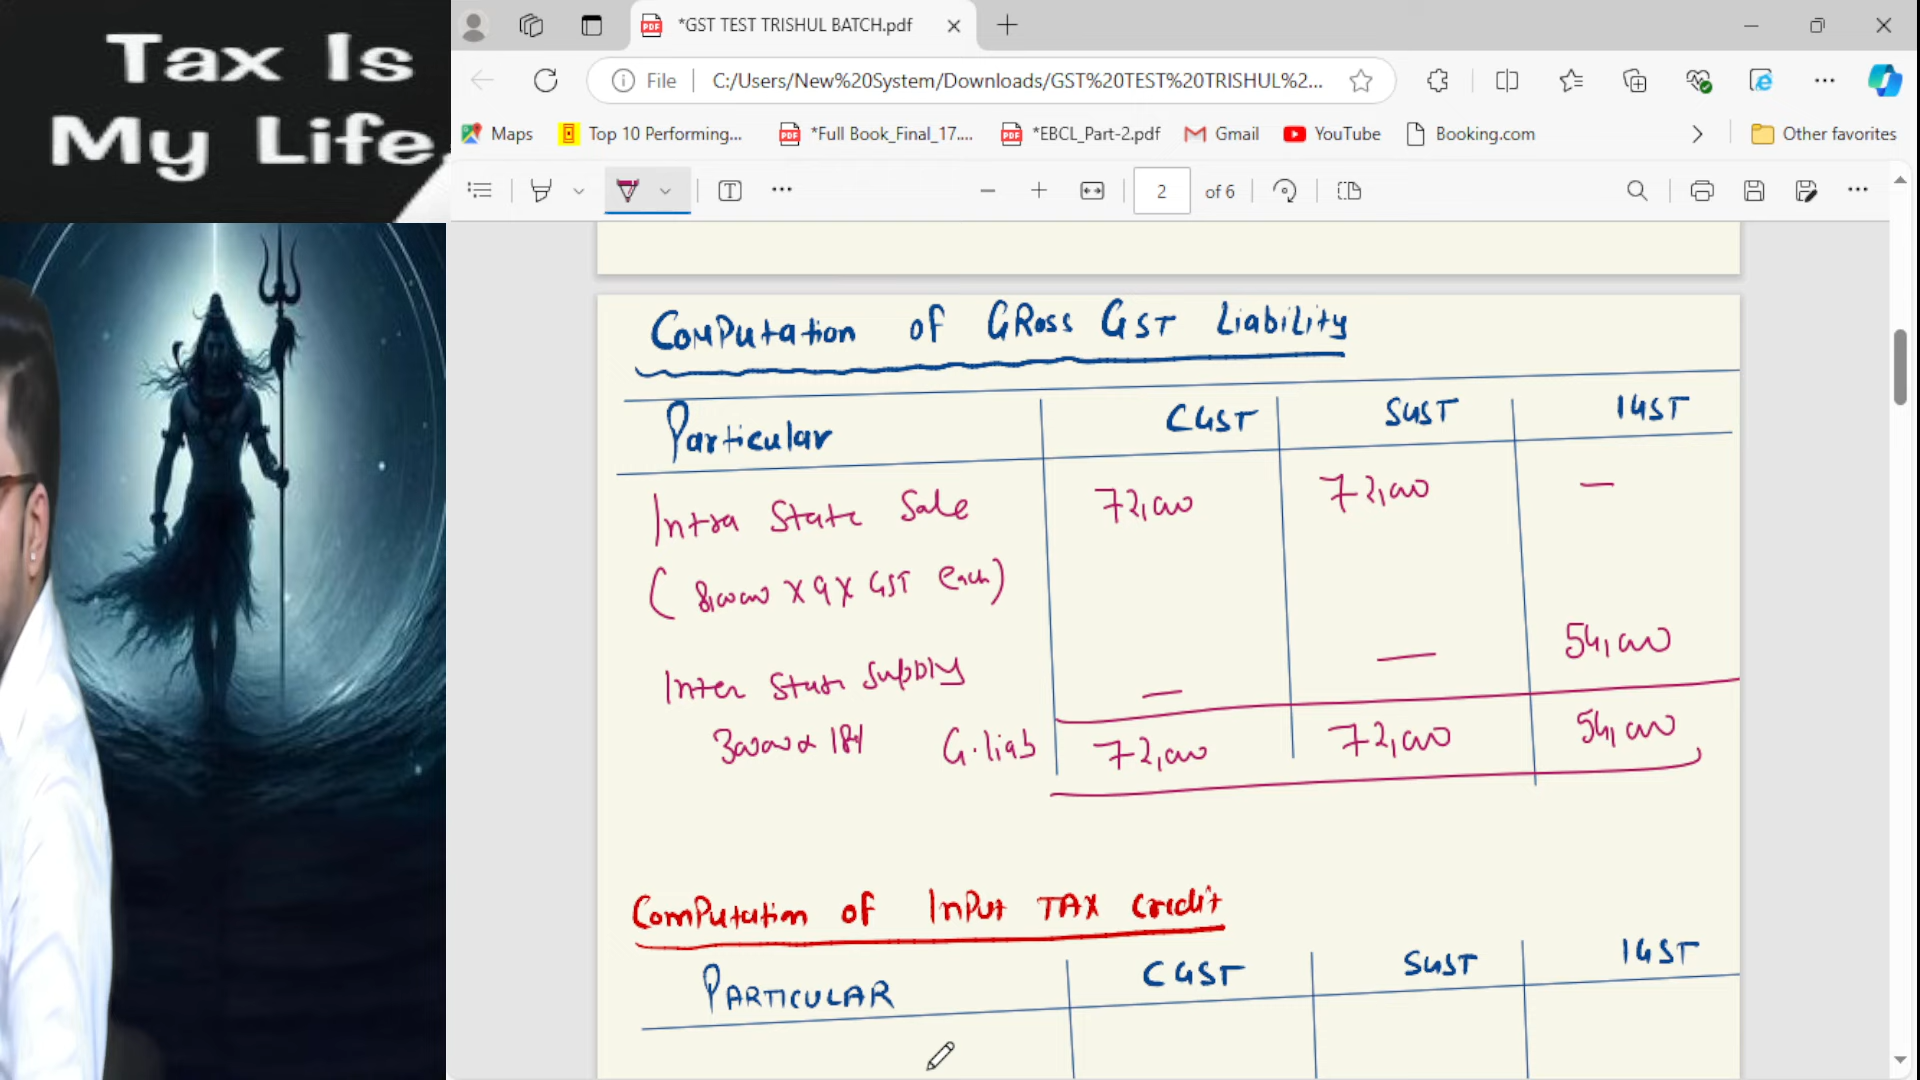 Tax Is
My Life.
*GST TEST TRISHUL BATCH.pdf
File
C:/Users/New%20System/Downloads/GST%20TEST%20TRISHUL%2...
Maps
Top 10 Performing...
*Full Book_Final_17....
*EBCL_Part-2.pdf
Gmail
YouTube
Booking.com
Other favorites
2 of 6
Computation of GRoss GST Liability
Particular CGST SGST IGST
Intra State Sale 72,000 72,000 —
( 8,00,000 X 9% GST each)
Inter State Supply — — 54,000
300000 x 18% G.liab 72,000 72,000 54,000
ComPutation of InPut TAX Credit
PARTICULAR CGST SGST IGST